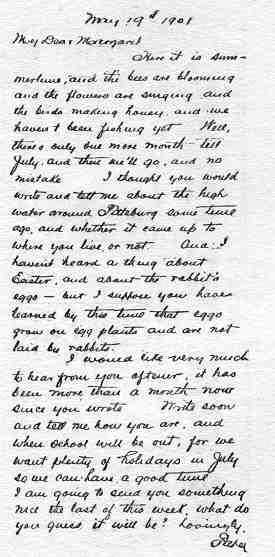 May 19th 1901
My Dear Margaret
Here it is sum-
mertime, and the bees are blooming
and the flowers are singing and
the birds making honey, and we
haven't been fishing yet Well,
theres only one more month till
July, and then we'll go, and no
mistake I thought you would
write and tell me about the high
water around Pittsburg some time
ago, and whether it came up to
where you live or not And I
haven't heard a thing about
Easter, and about the rabbit's
eggs – but I suppose you have
learned by this time that eggs
grow on egg plants and are not
laid by rabbits
I would like very much
to hear from you oftener, it has
been more than a month now
since you wrote Write soon
and tell me how you are, and
when school will be out, for we
want plenty of holidays in July
so we can have a good time
I am going to send you something
nice the last of this week, what do
you guess it will be? Lovingly,